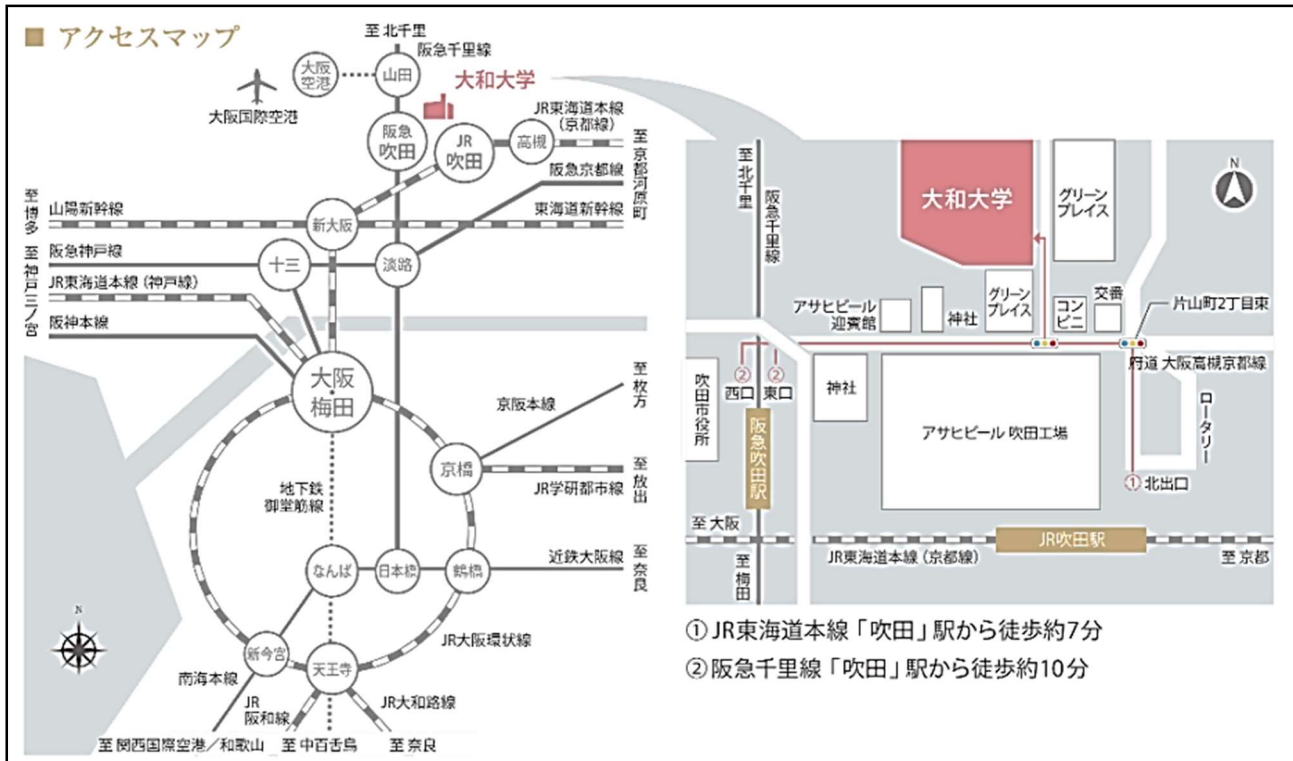 ■ アクセスマップ
至 北千里
阪急千里線
大阪
空港
山田
大和大学
大阪国際空港
阪急
吹田
JR
吹田
高槻
JR東海道本線
(京都線)
至 京都河原町
阪急京都線
東海道新幹線
至 博多
山陽新幹線
新大阪
阪急神戸線
十三
淡路
至 神戸三ノ宮
JR東海道本線(神戸線)
阪神本線
大阪
梅田
至 枚方
京阪本線
京橋
至 放出
JR学研都市線
地下鉄
御堂筋線
近鉄大阪線
至 奈良
なんば
日本橋
鶴橋
JR大阪環状線
N
新今宮
天王寺
南海本線
JR
阪和線
JR大和路線
至 関西国際空港/和歌山
至 中百舌鳥
至 奈良
至 北千里
阪急千里線
大和大学
グリーン
プレイス
N
アサヒビール
迎賓館
神社
グリーン
プレイス
コン
ビニ
交番
片山町2丁目東
府道 大阪高槻京都線
吹田市役所
②
西口
②
東口
神社
アサヒビール 吹田工場
ロータリー
阪急吹田駅
① 北出口
至 大阪
JR東海道本線(京都線)
JR吹田駅
至 京都
至 梅田
① JR東海道本線「吹田」駅から徒歩約7分
② 阪急千里線「吹田」駅から徒歩約10分